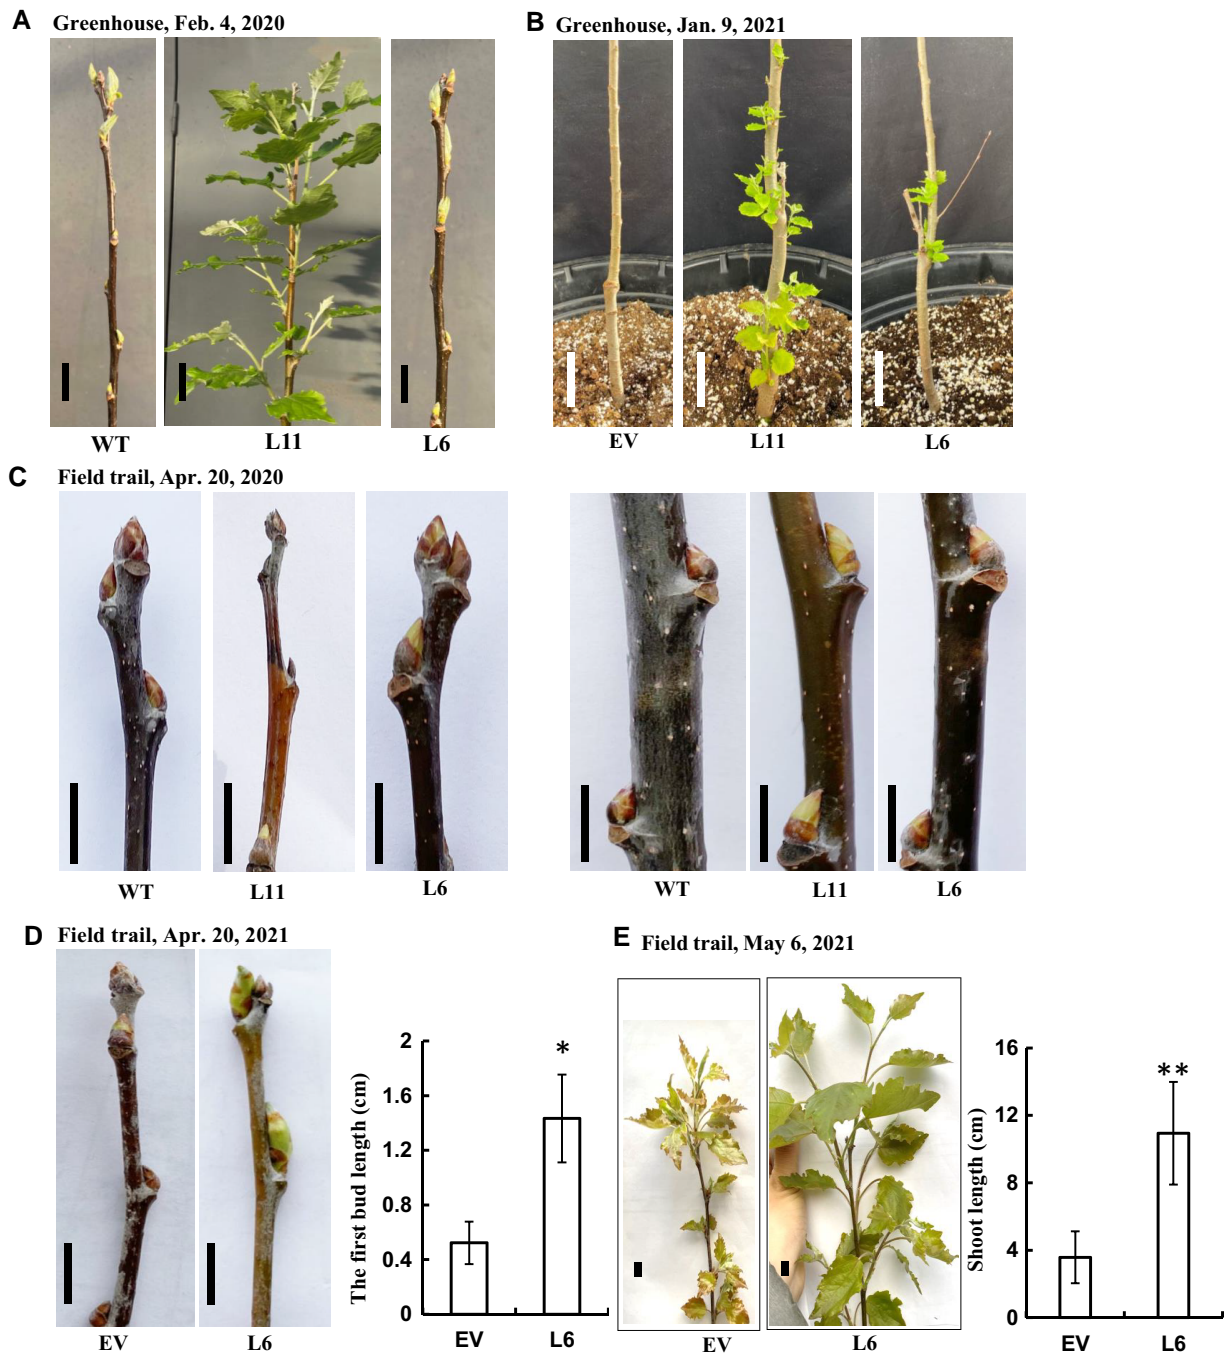 A Greenhouse, Feb. 4, 2020
WT L11 L6
B Greenhouse, Jan. 9, 2021
EV L11 L6
C Field trail, Apr. 20, 2020
WT L11 L6 WT L11 L6
D Field trail, Apr. 20, 2021
EV L6
The first bud length (cm)
2
1.6
1.2
0.8
0.4
0
*
EV L6
E Field trail, May 6, 2021
EV L6
Shoot length (cm)
16
12
8
4
0
**
EV L6